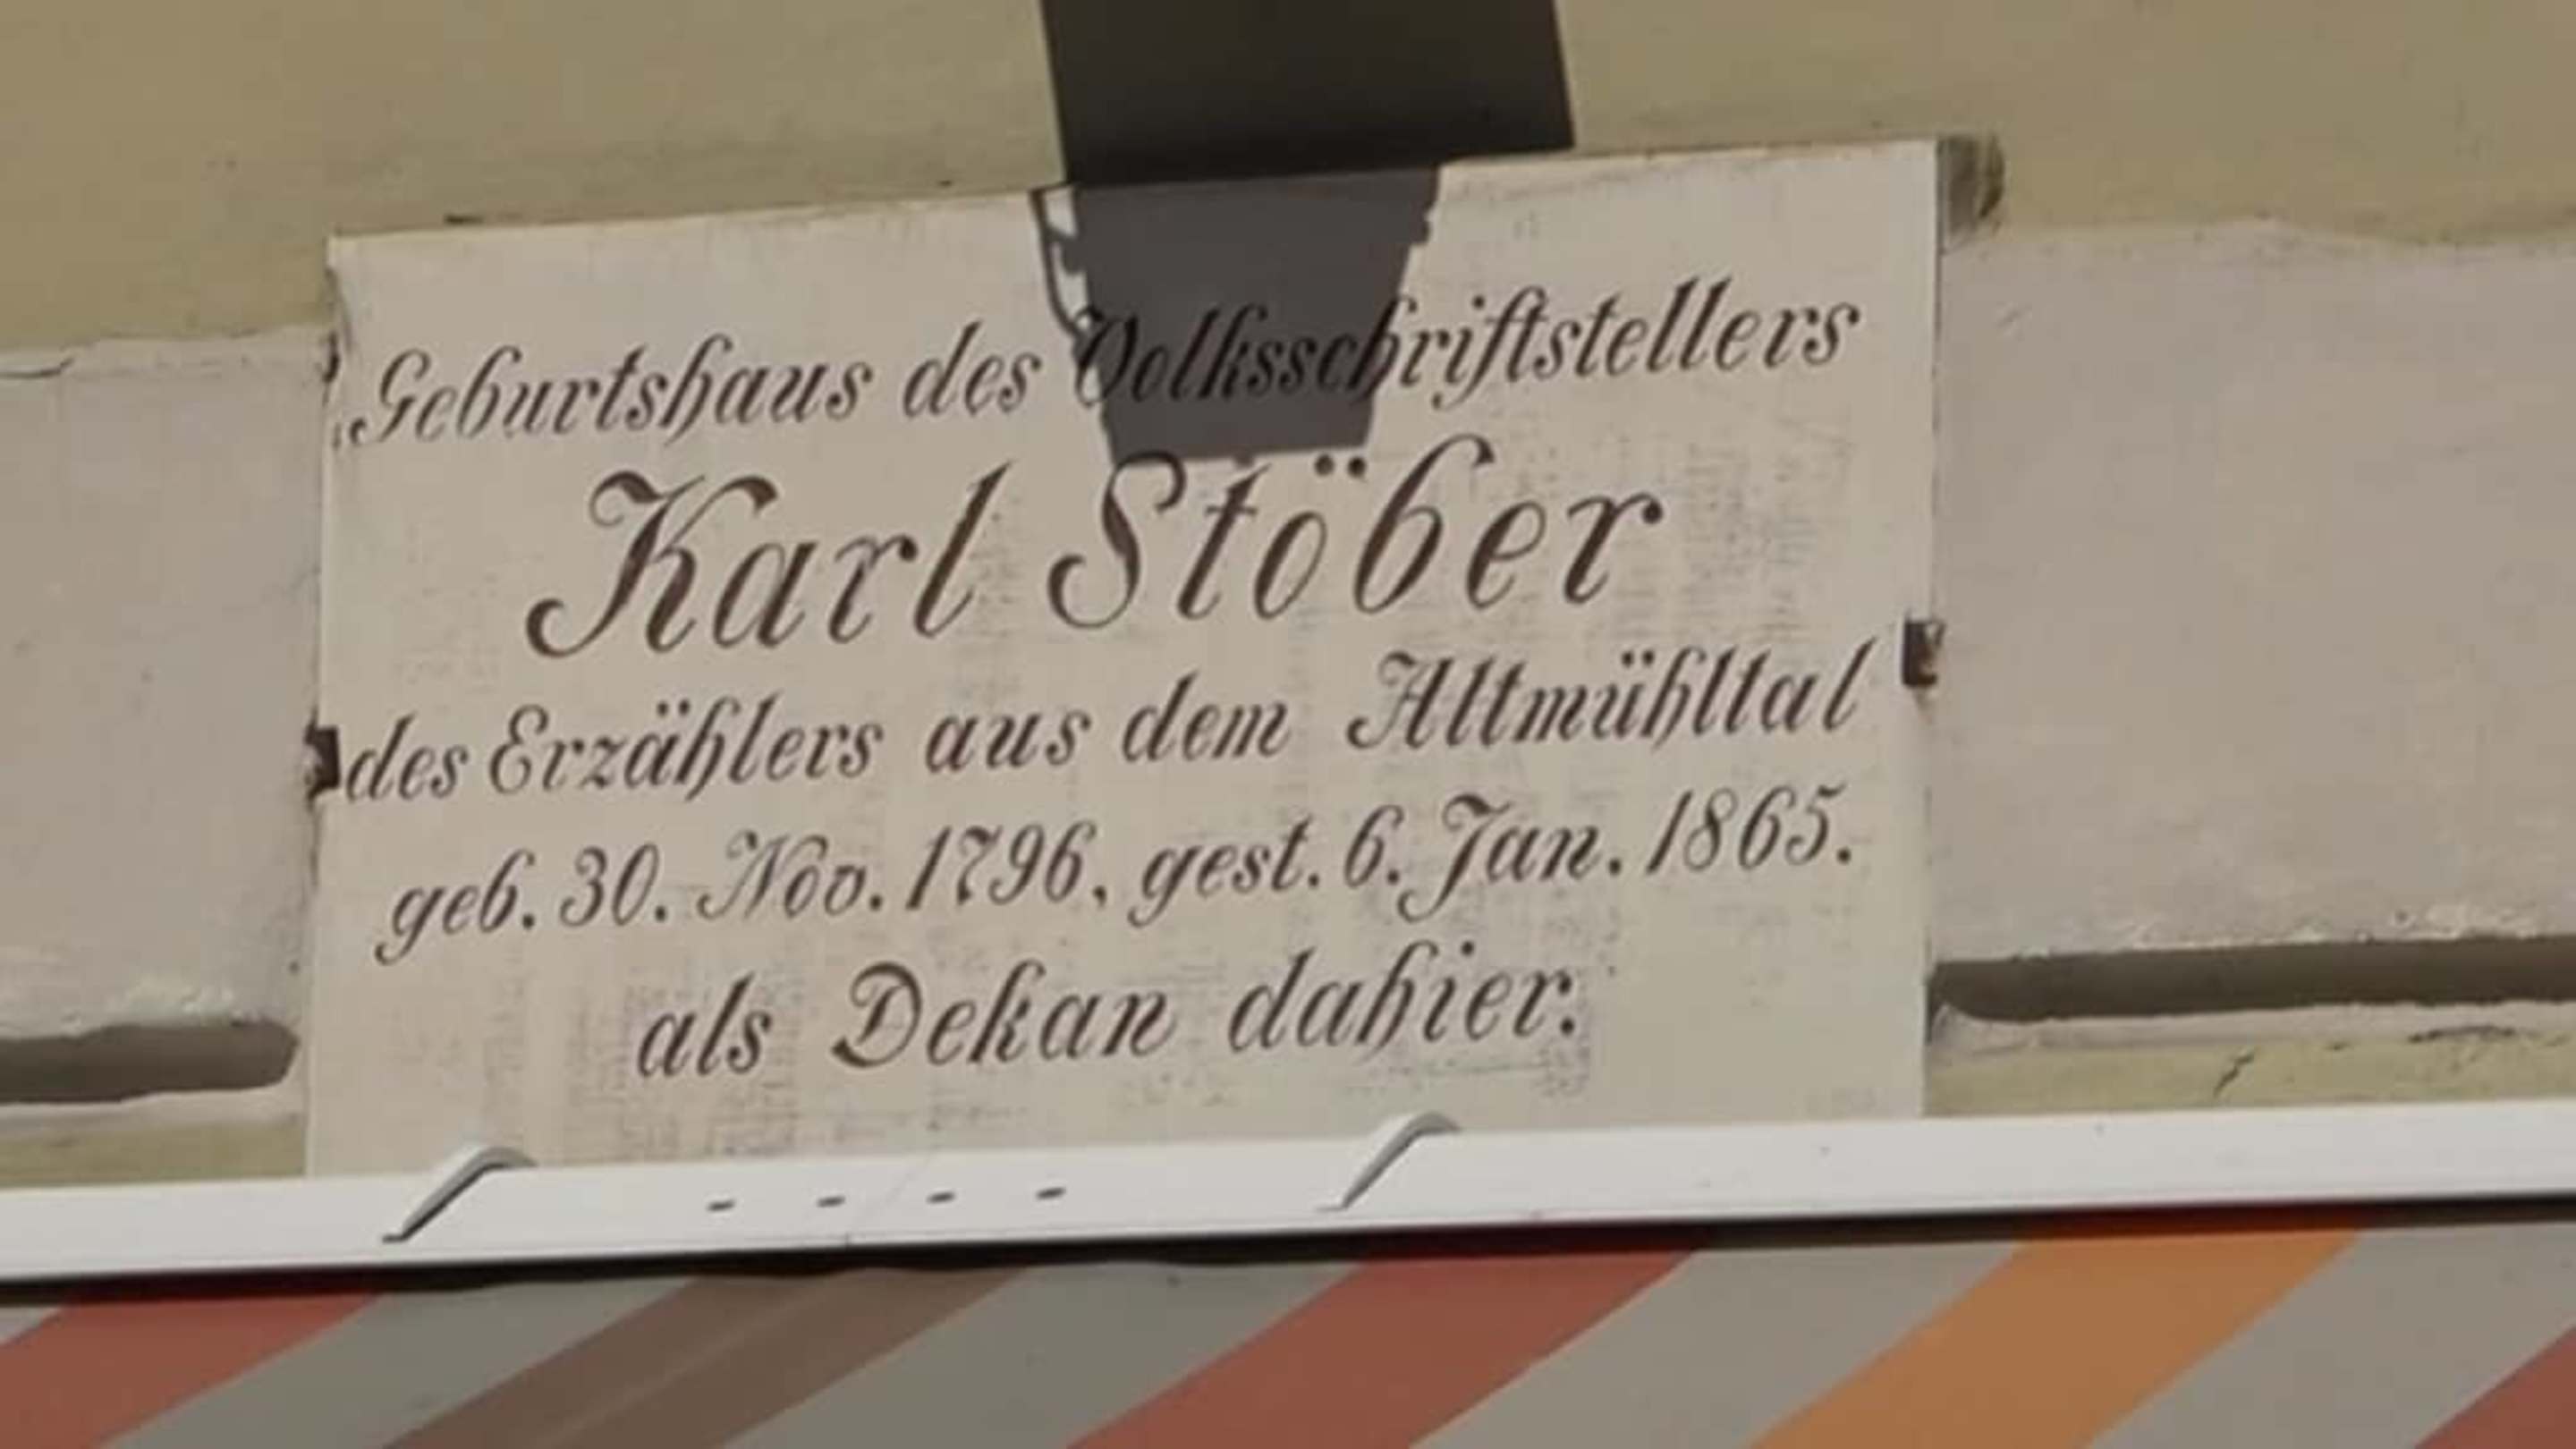 Geburtshaus des Volksschriftstellers
Karl Stöber
des Erzählers aus dem Altmühltal
geb. 30. Nov. 1796, gest. 6. Jan. 1865.
als Dekan dahier.